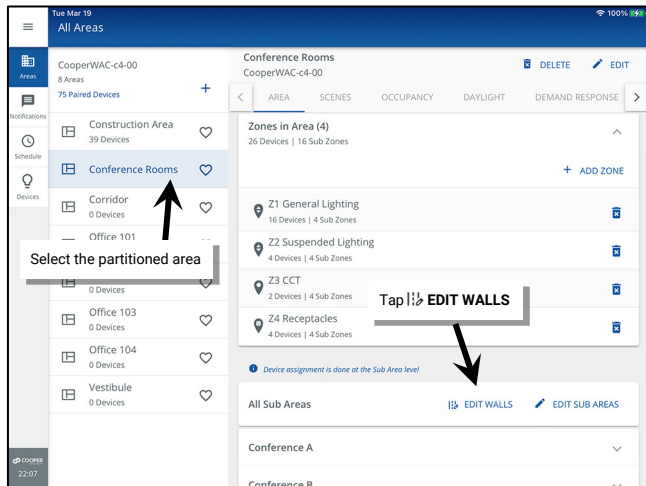 Tue Mar 19
100%
All Areas
Areas
Notifications
Schedule
Devices
CooperWAC-c4-00
8 Areas
75 Paired Devices
+
Construction Area
39 Devices
Conference Rooms
Corridor
0 Devices
Office 101
Select the partitioned area
0 Devices
Office 103
0 Devices
Office 104
0 Devices
Vestibule
0 Devices
COOPER
22:07
Conference Rooms
CooperWAC-c4-00
DELETE
EDIT
< AREA SCENES OCCUPANCY DAYLIGHT DEMAND RESPONSE >
Zones in Area (4)
26 Devices | 16 Sub Zones
+ ADD ZONE
Z1 General Lighting
16 Devices | 4 Sub Zones
Z2 Suspended Lighting
4 Devices | 4 Sub Zones
Z3 CCT
2 Devices | 4 Sub Zones
Z4 Receptacles
4 Devices | 4 Sub Zones
Tap EDIT WALLS
Device assignment is done at the Sub Area level
All Sub Areas
EDIT WALLS
EDIT SUB AREAS
Conference A
Conference B